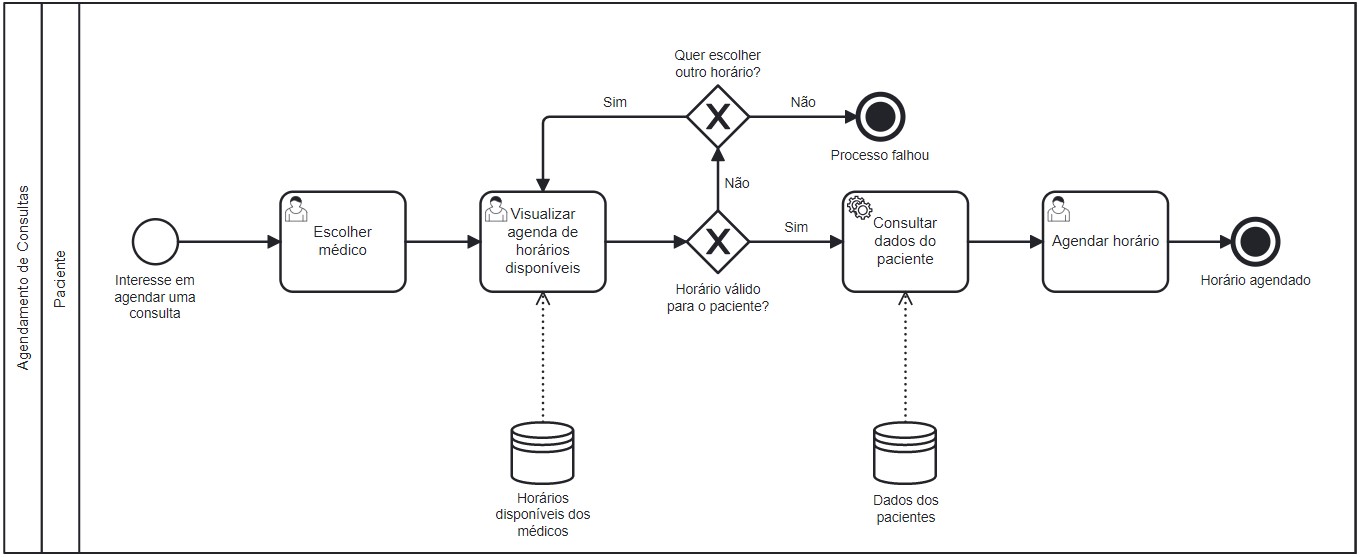 Agendamento de Consultas
Paciente
Interesse em
agendar uma
consulta
Escolher
médico
Visualizar
agenda de
horários
disponíveis
Horários
disponíveis dos
médicos
Quer escolher
outro horário?
Sim
Não
Processo falhou
Não
Horário válido
para o paciente?
Sim
Consultar
dados do
paciente
Dados dos
pacientes
Agendar horário
Horário agendado